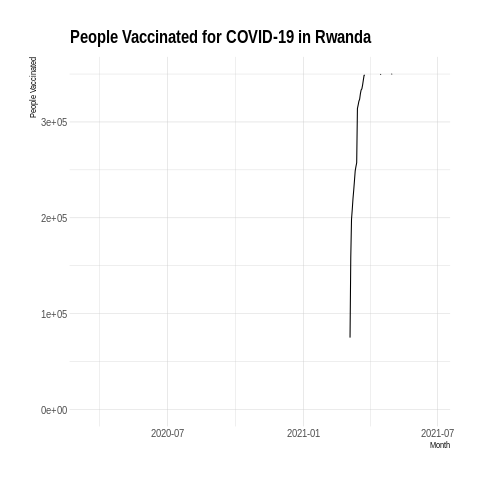 People Vaccinated for COVID-19 in Rwanda
People Vaccinated
3e+05
2e+05
1e+05
0e+00
2020-07 2021-01 2021-07
Month